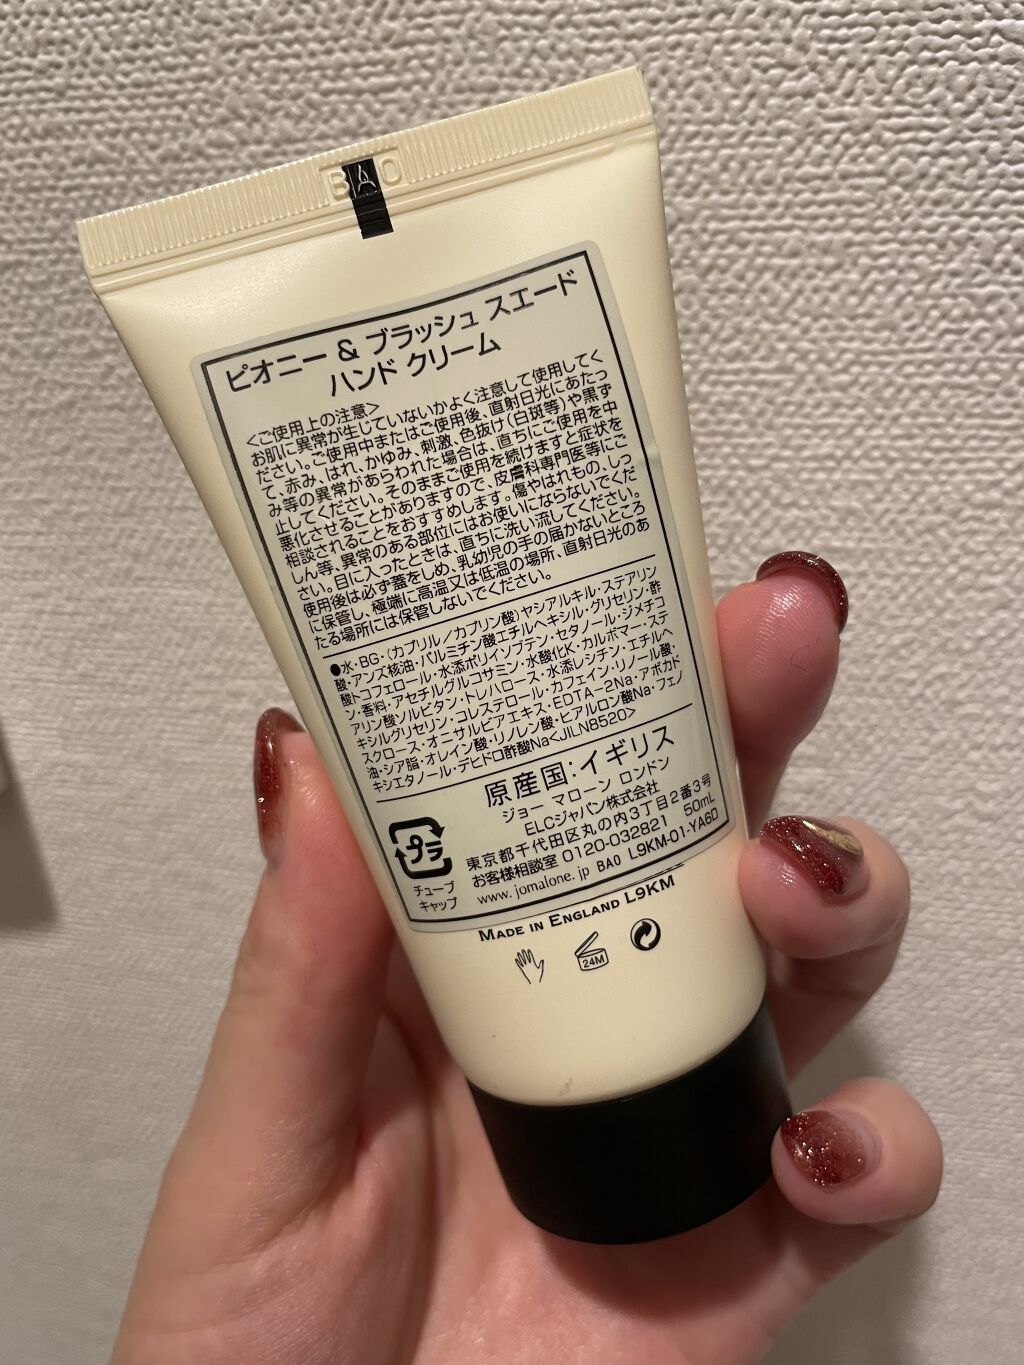 BA0
ピオニー & ブラッシュ スエード
ハンド クリーム
<ご使用上の注意>
お肌に異常が生じていないかよく注意して使用してく
ださい。ご使用中またはご使用後、直射日光にあたっ
て、赤み、はれ、かゆみ、刺激、色抜け(白斑等)や黒ず
み等の異常があらわれた場合は、直ちにご使用を中
止してください。そのままご使用を続けますと症状を
悪化させることがありますので、皮膚科専門医等にご
相談されることをおすすめします。傷やはれもの、しっ
しん等、異常のある部位にはお使いにならないでくだ
さい。目に入ったときは、直ちに洗い流してください。
使用後は必ず蓋をしめ、乳幼児の手の届かないところ
に保管し、極端に高温又は低温の場所、直射日光のあ
たる場所には保管しないでください。
●水・BG・(カプリル/カプリン酸)ヤシアルキル・ステアリン
酸・アンズ核油・パルミチン酸エチルヘキシル・グリセリン・酢
酸トコフェロール・水添ポリイソブテン・セタノール・ジメチコ
ン・香料・アセチルグルコサミン・水酸化K・カルボマー・ステ
アリン酸ソルビタン・トレハロース・水添レシチン・エチルヘ
キシルグリセリン・コレステロール・カフェイン・リノール酸・
スクロース・オニサルビアエキス・EDTA-2Na・アボカド
油・シア脂・オレイン酸・リノレン酸・ヒアルロン酸Na・フェノ
キシエタノール・デヒドロ酢酸Na<JILN8520>
原産国:イギリス
ジョー マローン ロンドン
ELCジャパン株式会社
東京都千代田区丸の内3丁目2番3号
お客様相談室 0120-032821 50mL
www.jomalone.jp BA0 L9KM-01-YA6D
プラ
チューブ
キャップ
MADE IN ENGLAND L9KM
24M